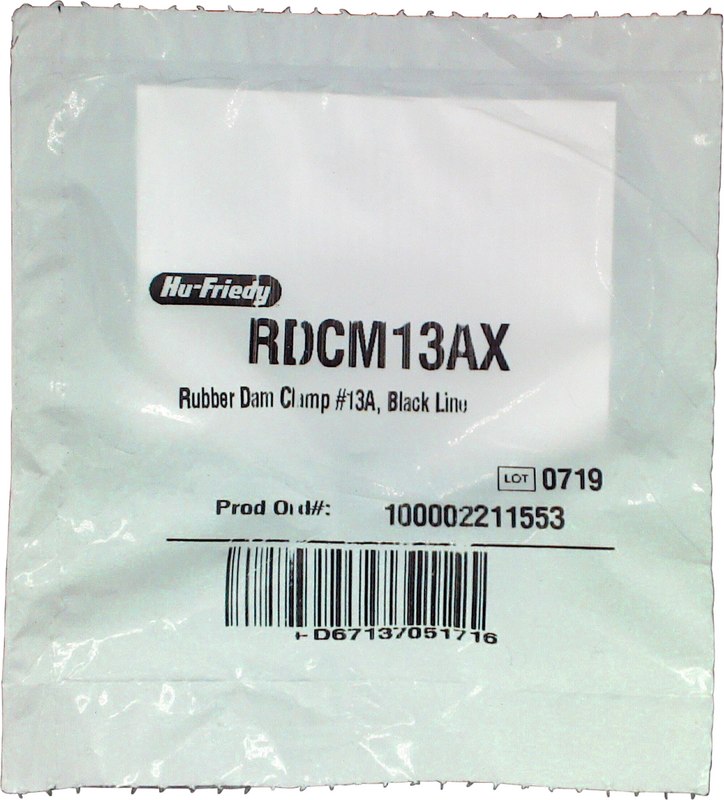 Hu-Friedy
RDCM13AX
Rubber Dam Clamp #13A, Black Line
LOT 0719
Prod Ord#: 100002211553
D67137051716